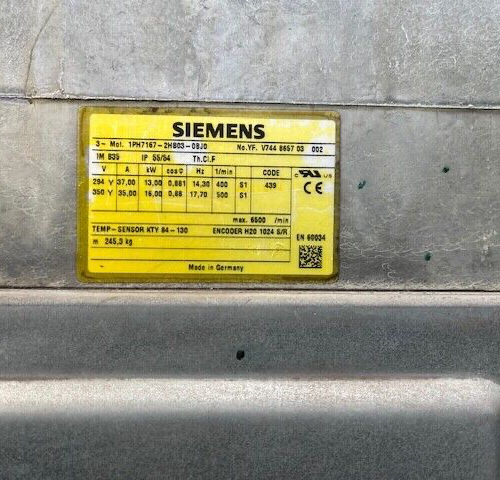 SIEMENS
3~ Mot. 1PH7167-2HB03-0BJ0 No.YF. V744 8657 03 002
IM B35 IP 55/54 Th.Cl.F
V A kW cosφ Hz 1/min CODE
294 Y 37,00 13,00 0,881 14,30 400 S1 439
350 Y 35,00 16,00 0,88 17,70 500 S1
c US
CE
max. 6500 /min
TEMP-SENSOR KTY 84-130 ENCODER H20 1024 S/R EN 60034
m 245,3 kg
Made in Germany